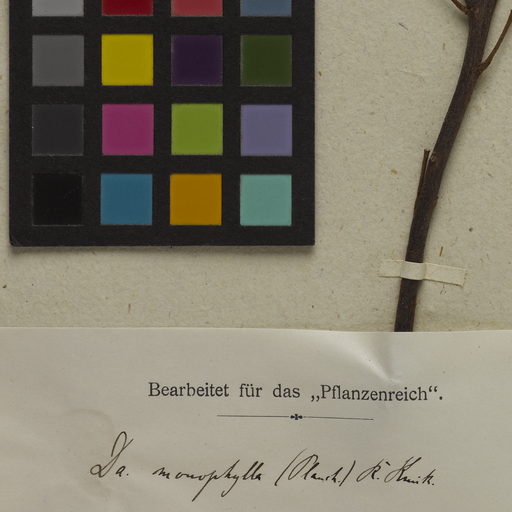 Bearbeitet für das „Pflanzenreich“.
Da. monophylla (Planch.) R. Knuth.